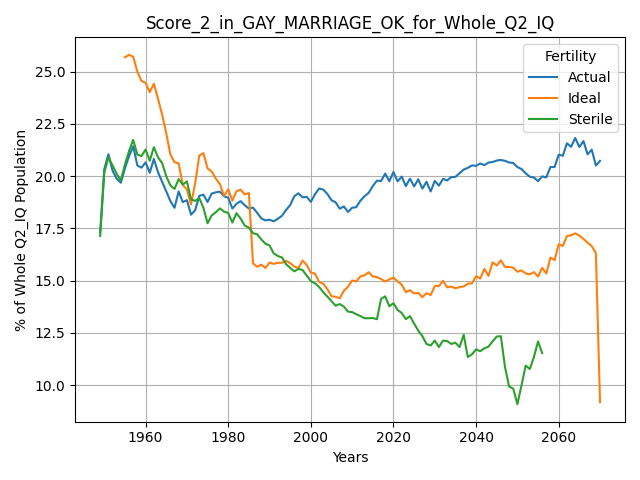 Score_2_in_GAY_MARRIAGE_OK_for_Whole_Q2_IQ
Fertility
Actual
Ideal
Sterile
% of Whole Q2_IQ Population
25.0
22.5
20.0
17.5
15.0
12.5
10.0
1960
1980
2000
2020
2040
2060
Years